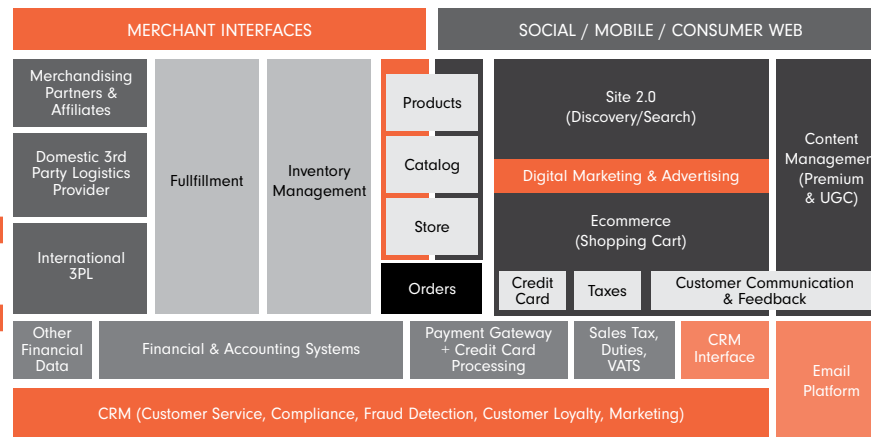 MERCHANT INTERFACES
SOCIAL / MOBILE / CONSUMER WEB
Merchandising
Partners &
Affiliates
Domestic 3rd
Party Logistics
Provider
International
3PL
Fullfillment
Inventory
Management
Products
Catalog
Store
Orders
Site 2.0
(Discovery/Search)
Digital Marketing & Advertising
Ecommerce
(Shopping Cart)
Credit
Card
Taxes
Customer Communication
& Feedback
Content
Managemen
(Premium
& UGC)
Other
Financial
Data
Financial & Accounting Systems
Payment Gateway
+ Credit Card
Processing
Sales Tax,
Duties,
VATS
CRM
Interface
Email
Platform
CRM (Customer Service, Compliance, Fraud Detection, Customer Loyalty, Marketing)